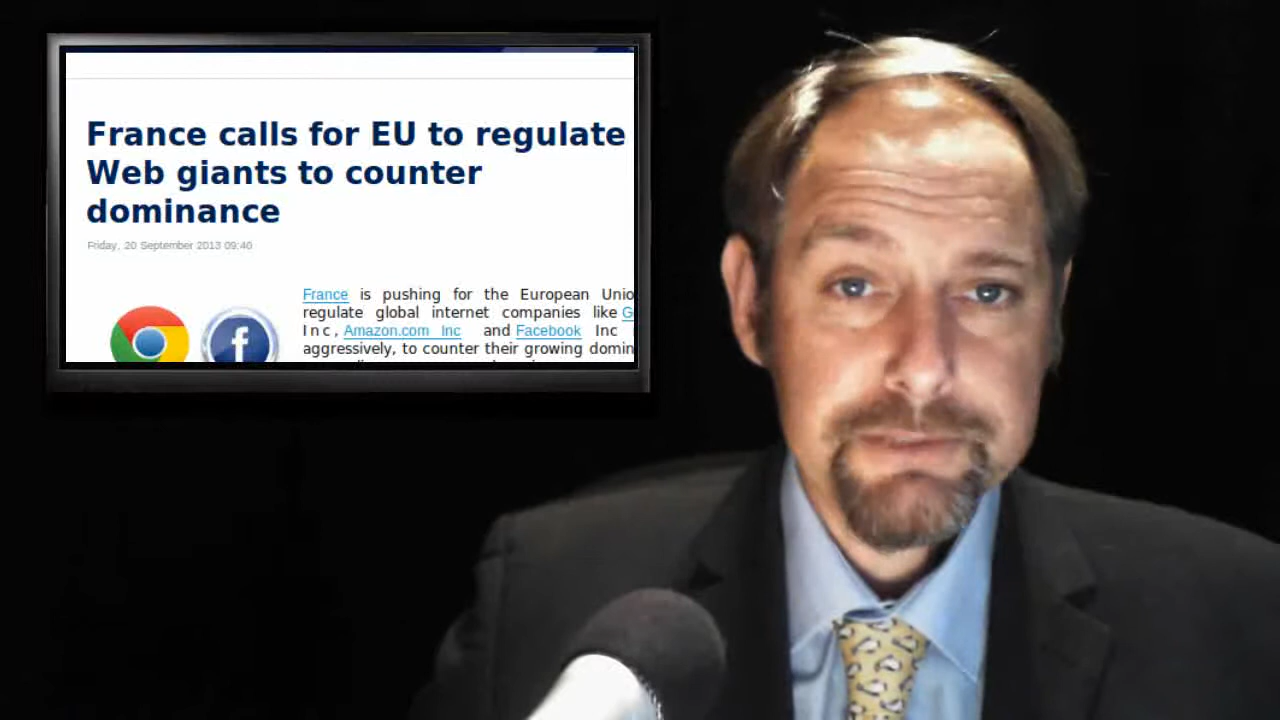 France calls for EU to regulate
Web giants to counter
dominance
Friday, 20 September 2013 09:40
France is pushing for the European Unio
regulate global internet companies like G
Inc, Amazon.com Inc and Facebook Inc
aggressively, to counter their growing domin